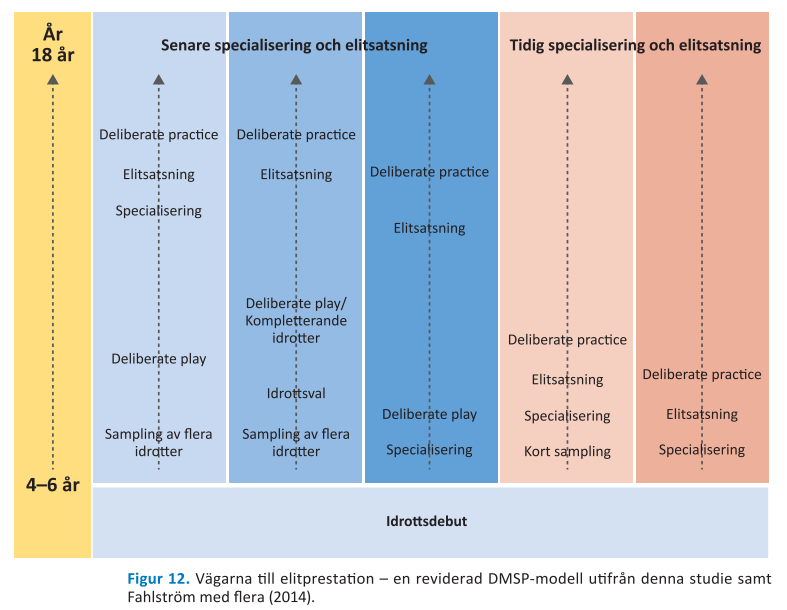 År
18 år
4–6 år
Senare specialisering och elitsatsning
Tidig specialisering och elitsatsning
Deliberate practice
Elitsatsning
Specialisering
Deliberate play
Sampling av flera
idrotter
Deliberate practice
Elitsatsning
Deliberate play/
Kompletterande
idrotter
Idrottsval
Sampling av flera
idrotter
Deliberate practice
Elitsatsning
Deliberate play
Specialisering
Deliberate practice
Elitsatsning
Specialisering
Kort sampling
Deliberate practice
Elitsatsning
Specialisering
Idrottsdebut
Figur 12. Vägarna till elitprestation – en reviderad DMSP-modell utifrån denna studie samt
Fahlström med flera (2014).